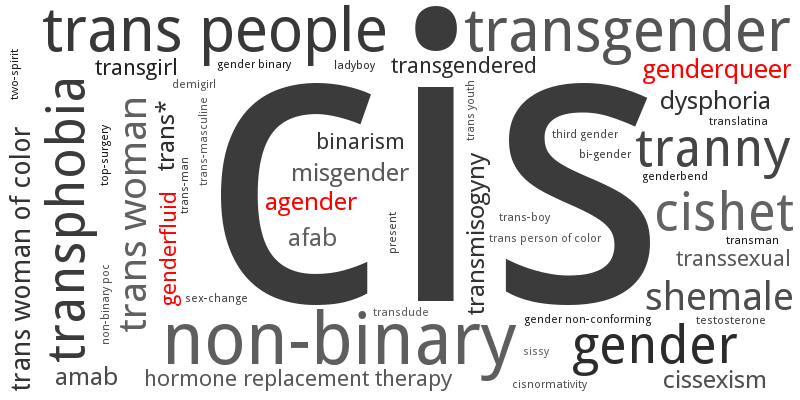 trans people
transgender
transgirl
gender binary
ladyboy
transgendered
genderqueer
two-spirit
demigirl
trans youth
dysphoria
translatina
transphobia
trans woman
trans*
trans-masculine
binarism
third gender
tranny
cis
misgender
bi-gender
genderbend
trans woman of color
top-surgery
trans-man
agender
transmisogyny
cishet
genderfluid
afab
present
trans-boy
trans person of color
transman
transsexual
non-binary poc
sex-change
shemale
non-binary
transdude
gender non-conforming
testosterone
gender
sissy
amab
hormone replacement therapy
cisnormativity
cissexism